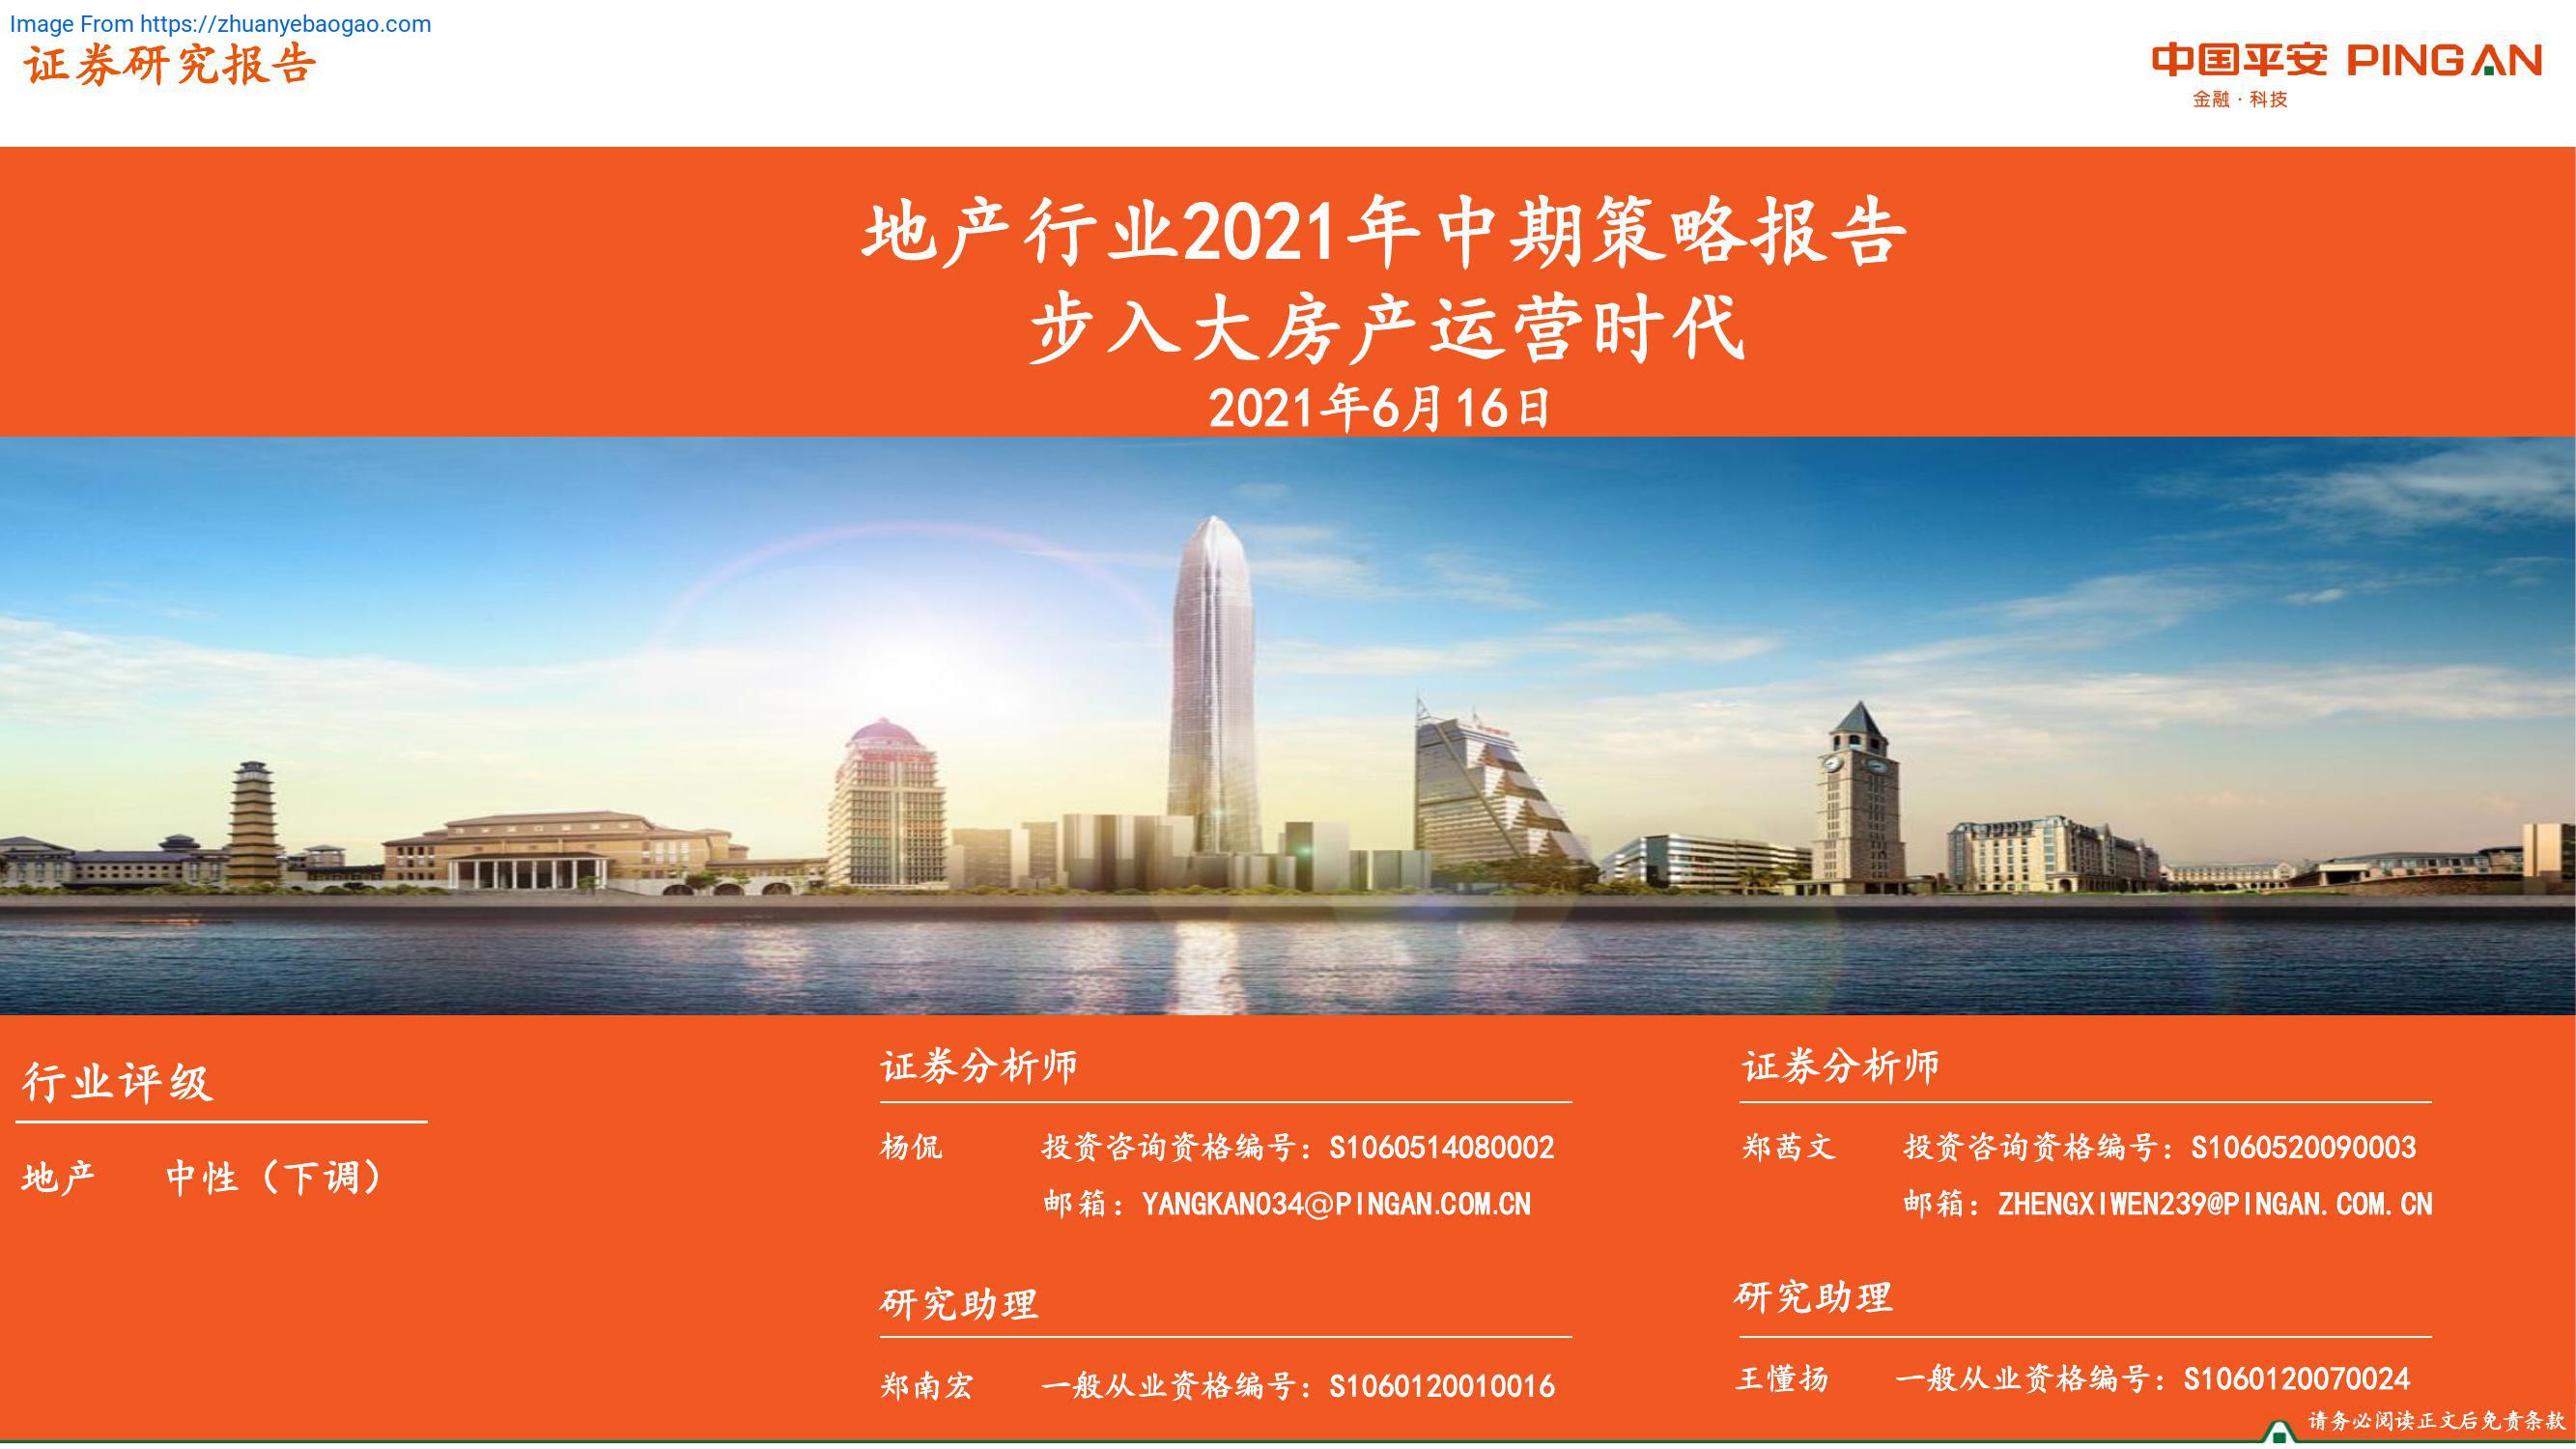 Image From https://zhuanyebaogao.com
证券研究报告
中国平安 PING AN
金融·科技
地产行业2021年中期策略报告
步入大房产运营时代
2021年6月16日
行业评级
地产 中性（下调）
证券分析师
杨侃 投资咨询资格编号：S1060514080002
邮箱：YANGKAN034@PINGAN.COM.CN
研究助理
郑南宏 一般从业资格编号：S1060120010016
证券分析师
郑茜文 投资咨询资格编号：S1060520090003
邮箱：ZHENGXIWEN239@PINGAN.COM.CN
研究助理
王懂扬 一般从业资格编号：S1060120070024
请务必阅读正文后免责条款